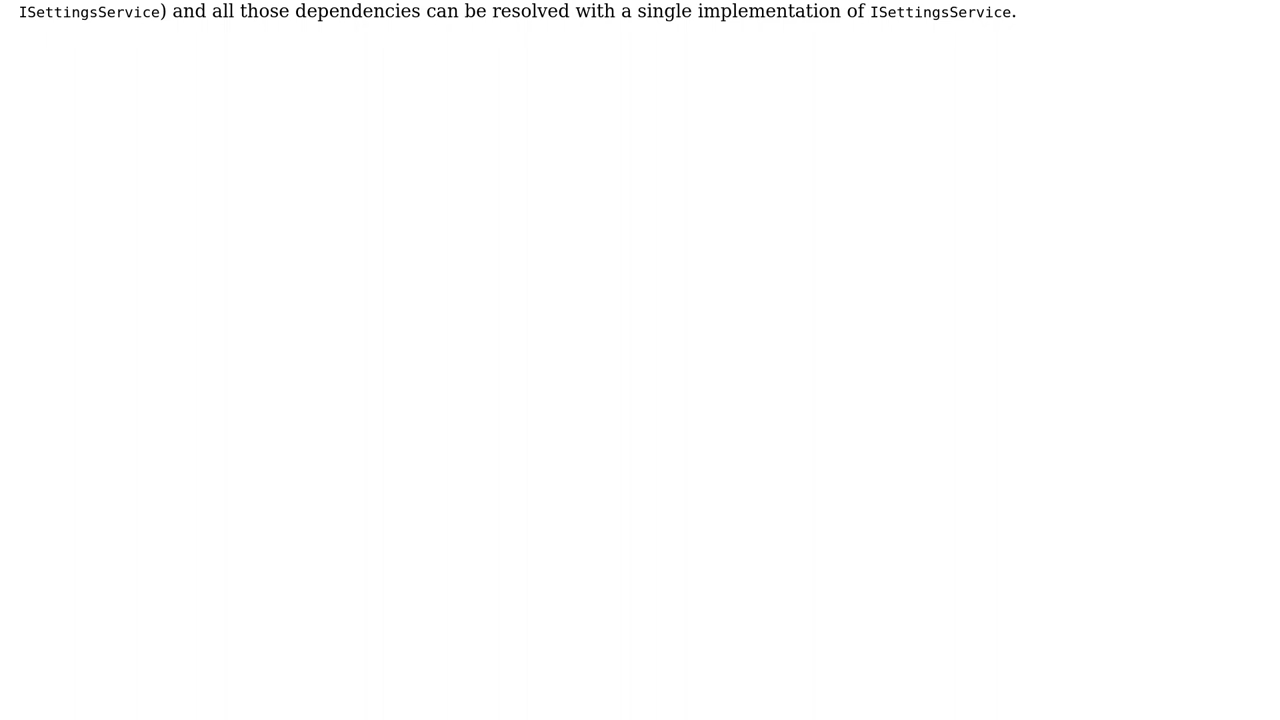 ISettingsService) and all those dependencies can be resolved with a single implementation of ISettingsService.